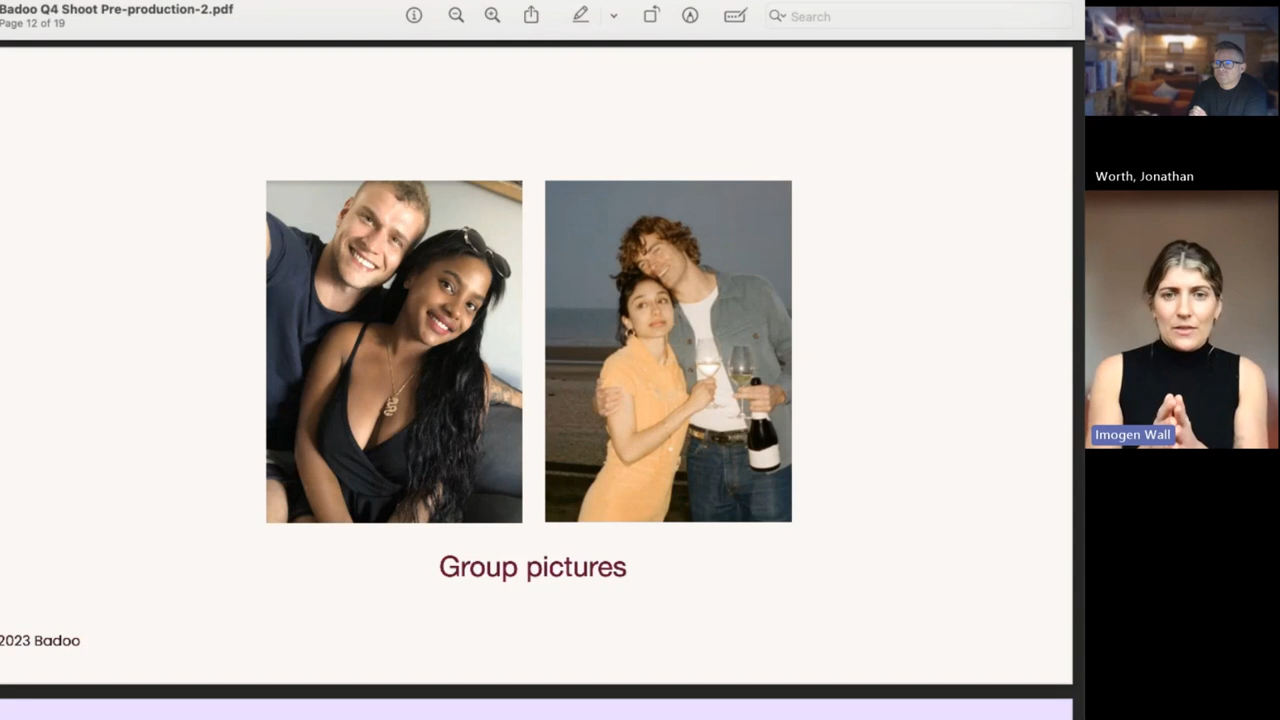 Badoo Q4 Shoot Pre-production-2.pdf
Page 12 of 19
Search
Worth, Jonathan
Imogen Wall
Group pictures
2023 Badoo